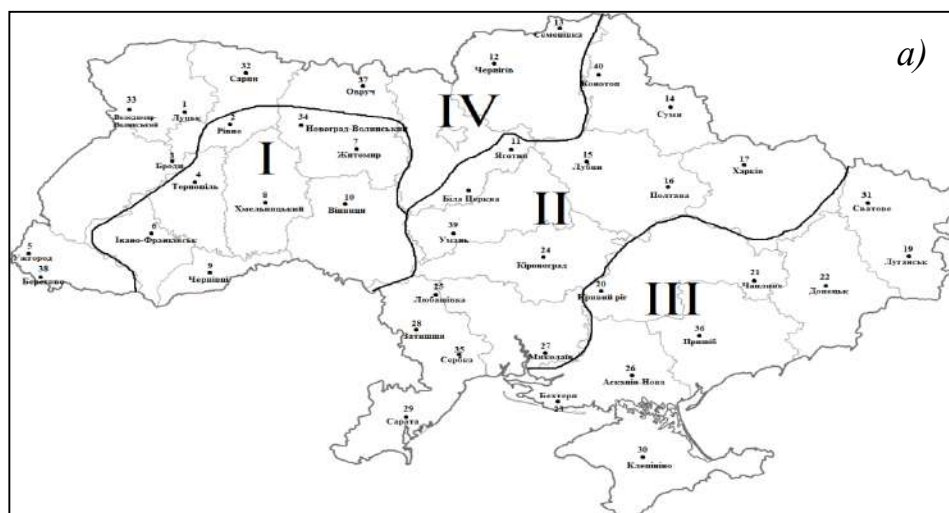 а)
13
Семенівка
12
Чернігів
40
Конотоп
32
Сарни
37
Овруч
14
Суми
33
Володимир-
Волинський
1
Луцьк
2
Рівне
34
Новоград-Волинський
IV
7
Житомир
11
Яготин
15
Лубни
17
Харків
3
Броди
I
4
Тернопіль
16
Полтава
8
Хмельницький
10
Вінниця
Біла Церква
II
31
Сватове
6
Івано-Франківськ
39
Умань
24
5
Ужгород
38
Берегове
9
Чернівці
19
Луганськ
25
Любашівка
20
Кривий ріг
III
21
Чаплине
22
Донецьк
28
Затишшя
35
Сербка
27
Миколаїв
36
Пришиб
26
Асканія-Нова
Бехтери
23
29
Сарата
30
Клепініно